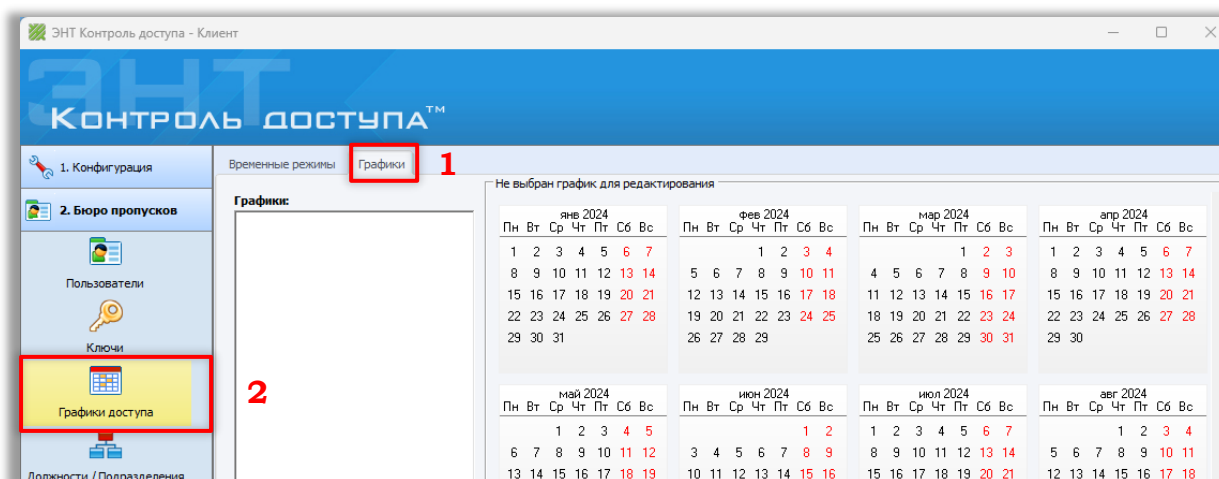 ЭНТ Контроль доступа - Клиент
ЭНТ
Контроль доступа™
1. Конфигурация
2. Бюро пропусков
Пользователи
Ключи
Графики доступа
Должности / Подразделения
Временные режимы Графики 1
Графики:
2
Не выбран график для редактирования
янв 2024 фев 2024 мар 2024 апр 2024
Пн Вт Ср Чт Пт Сб Вс Пн Вт Ср Чт Пт Сб Вс Пн Вт Ср Чт Пт Сб Вс Пн Вт Ср Чт Пт Сб Вс
1 2 3 4 5 6 7 1 2 3 4 1 2 3 1 2 3 4 5 6 7
8 9 10 11 12 13 14 5 6 7 8 9 10 11 4 5 6 7 8 9 10 8 9 10 11 12 13 14
15 16 17 18 19 20 21 12 13 14 15 16 17 18 11 12 13 14 15 16 17 15 16 17 18 19 20 21
22 23 24 25 26 27 28 19 20 21 22 23 24 25 18 19 20 21 22 23 24 22 23 24 25 26 27 28
29 30 31 26 27 28 29 25 26 27 28 29 30 31 29 30
май 2024 июн 2024 июл 2024 авг 2024
Пн Вт Ср Чт Пт Сб Вс Пн Вт Ср Чт Пт Сб Вс Пн Вт Ср Чт Пт Сб Вс Пн Вт Ср Чт Пт Сб Вс
1 2 3 4 5 1 2 1 2 3 4 5 6 7 1 2 3 4
6 7 8 9 10 11 12 3 4 5 6 7 8 9 8 9 10 11 12 13 14 5 6 7 8 9 10 11
13 14 15 16 17 18 19 10 11 12 13 14 15 16 15 16 17 18 19 20 21 12 13 14 15 16 17 18